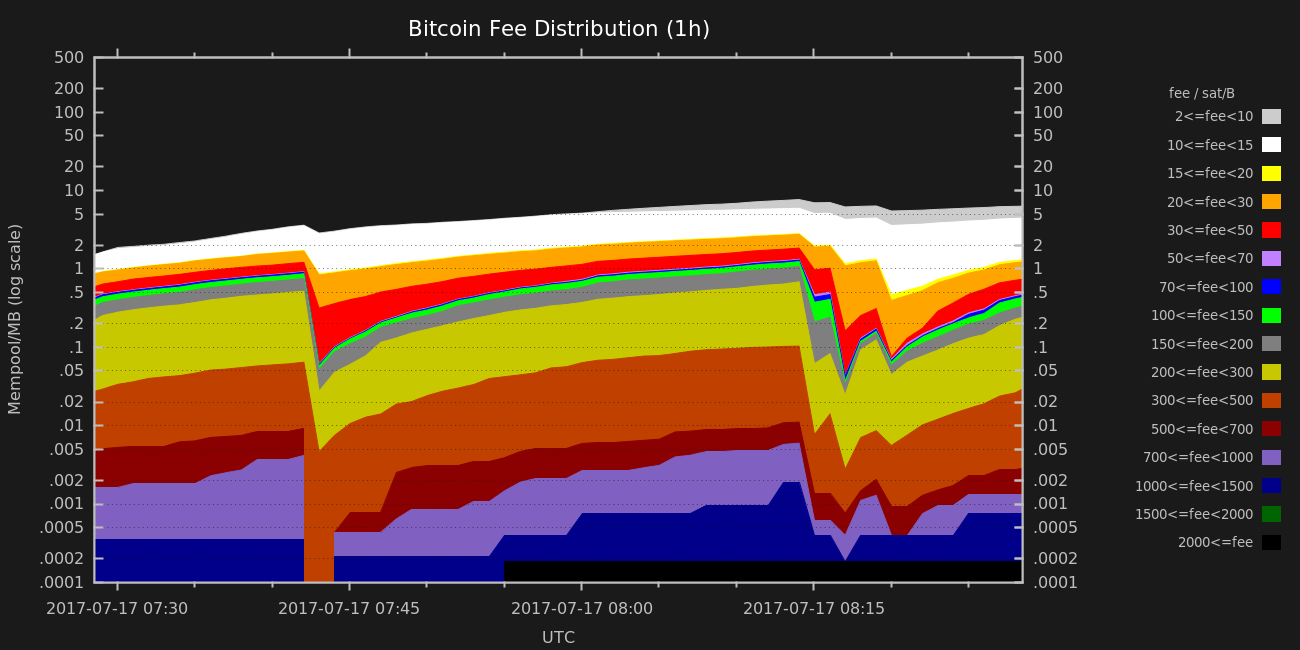 Bitcoin Fee Distribution (1h)
500
200
100
50
20
10
5
2
1
.5
.2
.1
.05
.02
.01
.005
.002
.001
.0005
.0002
.0001
Mempool/MB (log scale)
500
200
100
50
20
10
5
2
1
.5
.2
.1
.05
.02
.01
.005
.002
.001
.0005
.0002
.0001
2017-07-17 07:30 2017-07-17 07:45 2017-07-17 08:00 2017-07-17 08:15
UTC
fee / sat/B
2<=fee<10
10<=fee<15
15<=fee<20
20<=fee<30
30<=fee<50
50<=fee<70
70<=fee<100
100<=fee<150
150<=fee<200
200<=fee<300
300<=fee<500
500<=fee<700
700<=fee<1000
1000<=fee<1500
1500<=fee<2000
2000<=fee